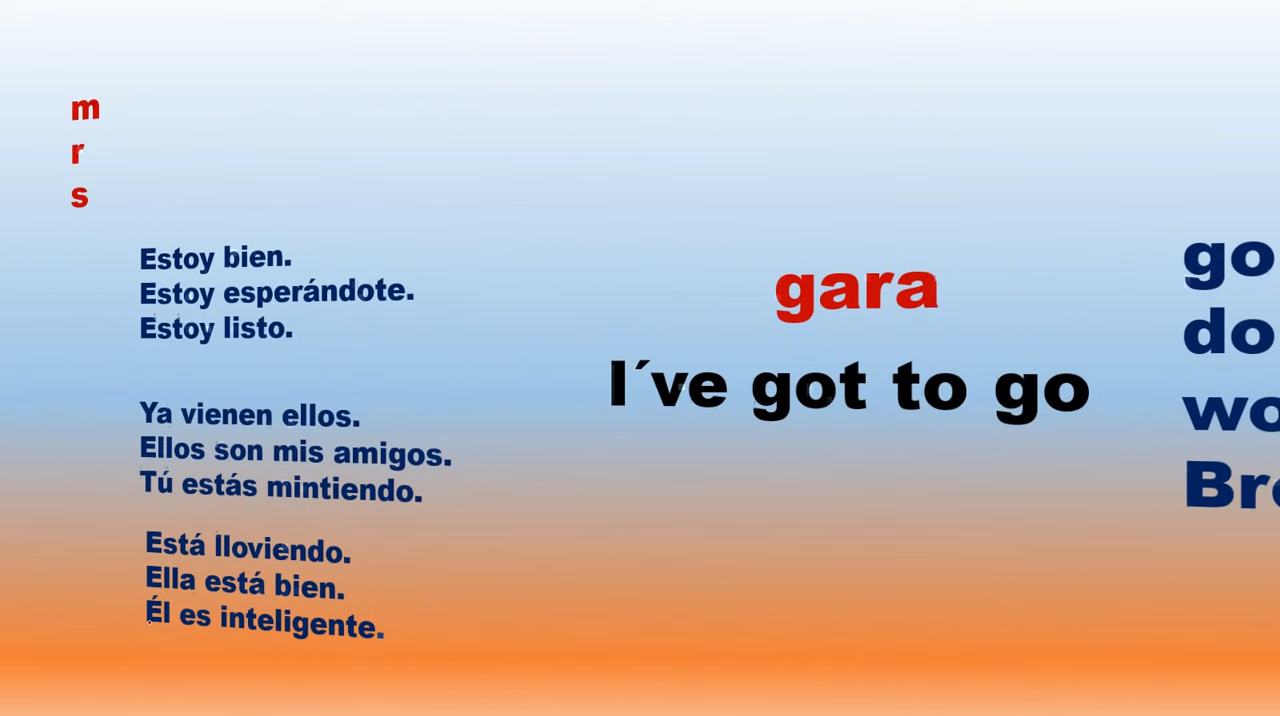 m
r
s
Estoy bien.
Estoy esperándote.
Estoy listo.
Ya vienen ellos.
Ellos son mis amigos.
Tú estás mintiendo.
Está lloviendo.
Ella está bien.
Él es inteligente.
gara
I´ve got to go
go
do